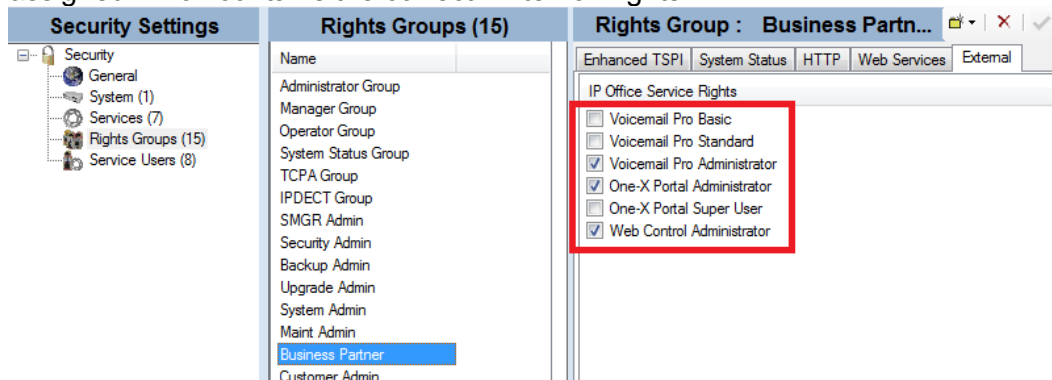 Security Settings
Security
General
System (1)
Services (7)
Rights Groups (15)
Service Users (8)
Rights Groups (15)
Name
Administrator Group
Manager Group
Operator Group
System Status Group
TCPA Group
IPDECT Group
SMGR Admin
Security Admin
Backup Admin
Upgrade Admin
System Admin
Maint Admin
Business Partner
Customer Admin
Rights Group : Business Partn...
Enhanced TSPI System Status HTTP Web Services External
IP Office Service Rights
Voicemail Pro Basic
Voicemail Pro Standard
Voicemail Pro Administrator
One-X Portal Administrator
One-X Portal Super User
Web Control Administrator